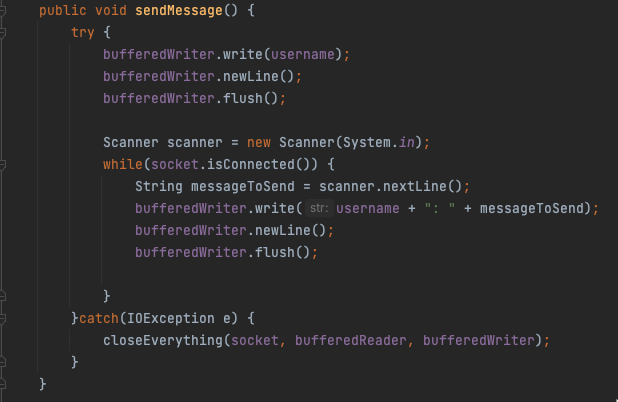 public void sendMessage() {
try {
bufferedWriter.write(username);
bufferedWriter.newLine();
bufferedWriter.flush();
Scanner scanner = new Scanner(System.in);
while(socket.isConnected()) {
String messageToSend = scanner.nextLine();
bufferedWriter.write( str: username + ": " + messageToSend);
bufferedWriter.newLine();
bufferedWriter.flush();
}
}catch(IOException e) {
closeEverything(socket, bufferedReader, bufferedWriter);
}
}